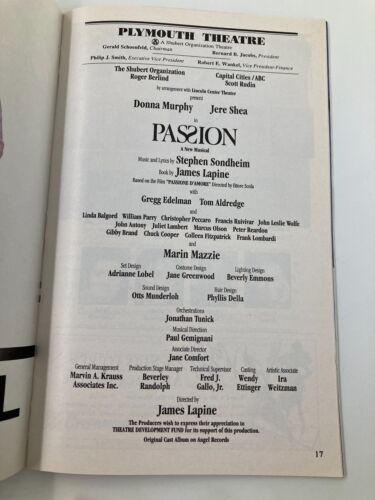 PLYMOUTH THEATRE
A Shubert Organization Theatre
Gerald Schoenfeld, Chairman Bernard B. Jacobs, President
Philip J. Smith, Executive Vice President Robert E. Wankel, Vice President-Finance
The Shubert Organization Capital Cities/ABC
Roger Berlind Scott Rudin
by arrangement with Lincoln Center Theater
present
Donna Murphy Jere Shea
in
PASSION
A New Musical
Music and Lyrics by Stephen Sondheim
Book by James Lapine
Based on the Film "PASSIONE D'AMORE" Directed by Ettore Scola
with
Gregg Edelman Tom Aldredge
and
Linda Balgord William Parry Christopher Peccaro Francis Ruivivar John Leslie Wolfe
John Antony Juliet Lambert Marcus Olson Peter Reardon
Gibby Brand Chuck Cooper Colleen Fitzpatrick Frank Lombardi
and
Marin Mazzie
Set Design Costume Design Lighting Design
Adrianne Lobel Jane Greenwood Beverly Emmons
Sound Design Hair Design
Otts Munderloh Phyllis Della
Orchestrations
Jonathan Tunick
Musical Direction
Paul Gemignani
Associate Director
Jane Comfort
General Management Production Stage Manager Technical Supervisor Casting Artistic Associate
Marvin A. Krauss Beverley Fred J. Wendy Ira
Associates Inc. Randolph Gallo, Jr. Ettinger Weitzman
Directed by
James Lapine
The Producers wish to express their appreciation to
THEATRE DEVELOPMENT FUND for its support of this production.
Original Cast Album on Angel Records
17
L